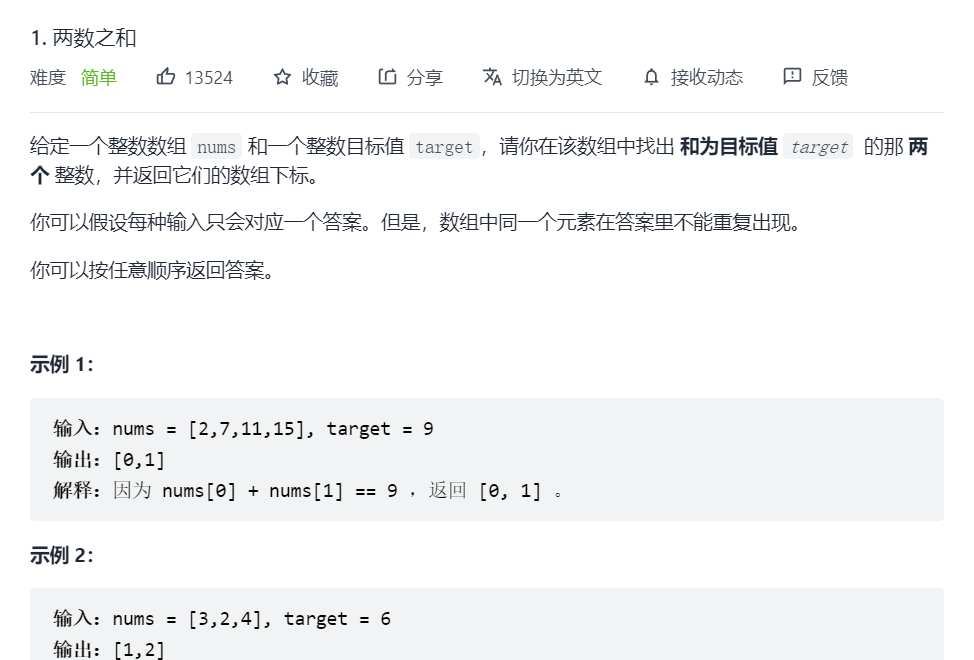 1. 两数之和
难度 简单 13524 收藏 分享 切换为英文 接收动态 反馈
给定一个整数数组 nums 和一个整数目标值 target，请你在该数组中找出 和为目标值 target 的那 两
个 整数，并返回它们的数组下标。
你可以假设每种输入只会对应一个答案。但是，数组中同一个元素在答案里不能重复出现。
你可以按任意顺序返回答案。
示例 1：
输入：nums = [2,7,11,15], target = 9
输出：[0,1]
解释：因为 nums[0] + nums[1] == 9 ，返回 [0, 1] 。
示例 2：
输入：nums = [3,2,4], target = 6
输出：[1,2]